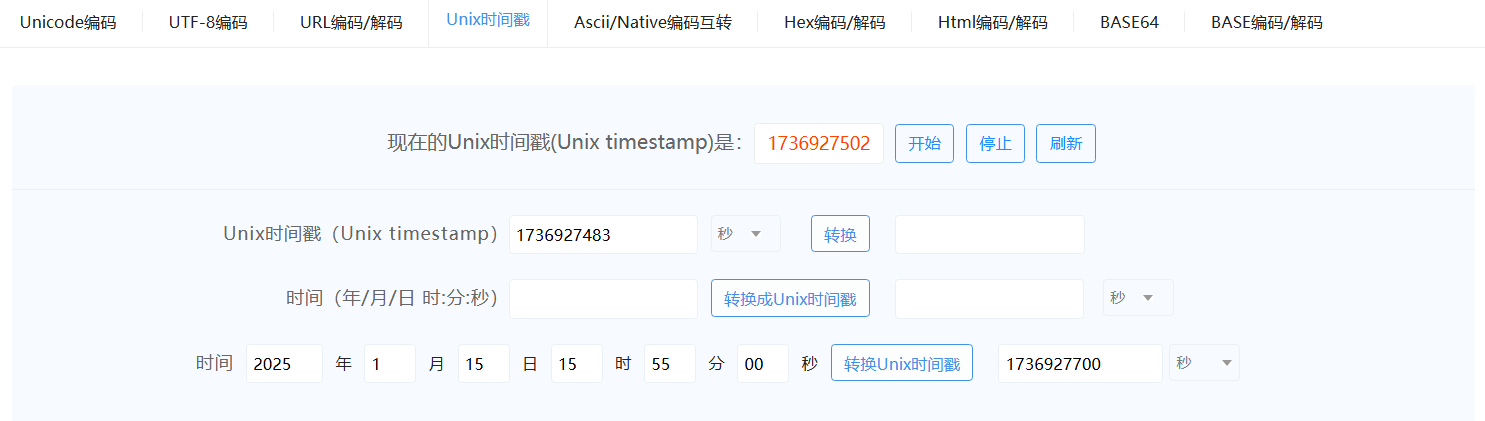 Unicode编码 UTF-8编码 URL编码/解码 Unix时间戳 Ascii/Native编码互转 Hex编码/解码 Html编码/解码 BASE64 BASE编码/解码
现在的Unix时间戳(Unix timestamp)是： 1736927502 开始 停止 刷新
Unix时间戳（Unix timestamp） 1736927483 秒 转换
时间（年/月/日 时:分:秒） 转换成Unix时间戳 秒
时间 2025 年 1 月 15 日 15 时 55 分 00 秒 转换Unix时间戳 1736927700 秒